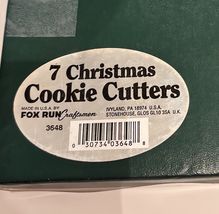 7 Christmas
Cookie Cutters
MADE IN U.S.A. BY
FOX RUN Craftsmen
IVYLAND, PA 18974 U.S.A.
STONEHOUSE, GLOS GL10 3SA U.K.
3648
0 30734 03648 8